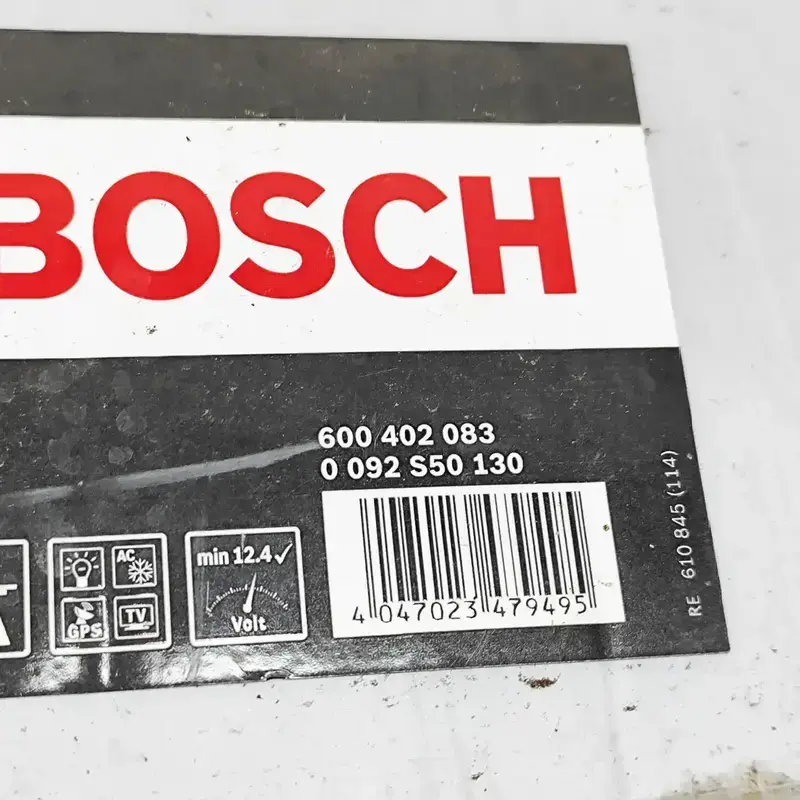 BOSCH
600 402 083
0 092 S50 130
AC
GPS
TV
min 12.4✓
Volt
4 047023 479495
RE 610 845 (114)